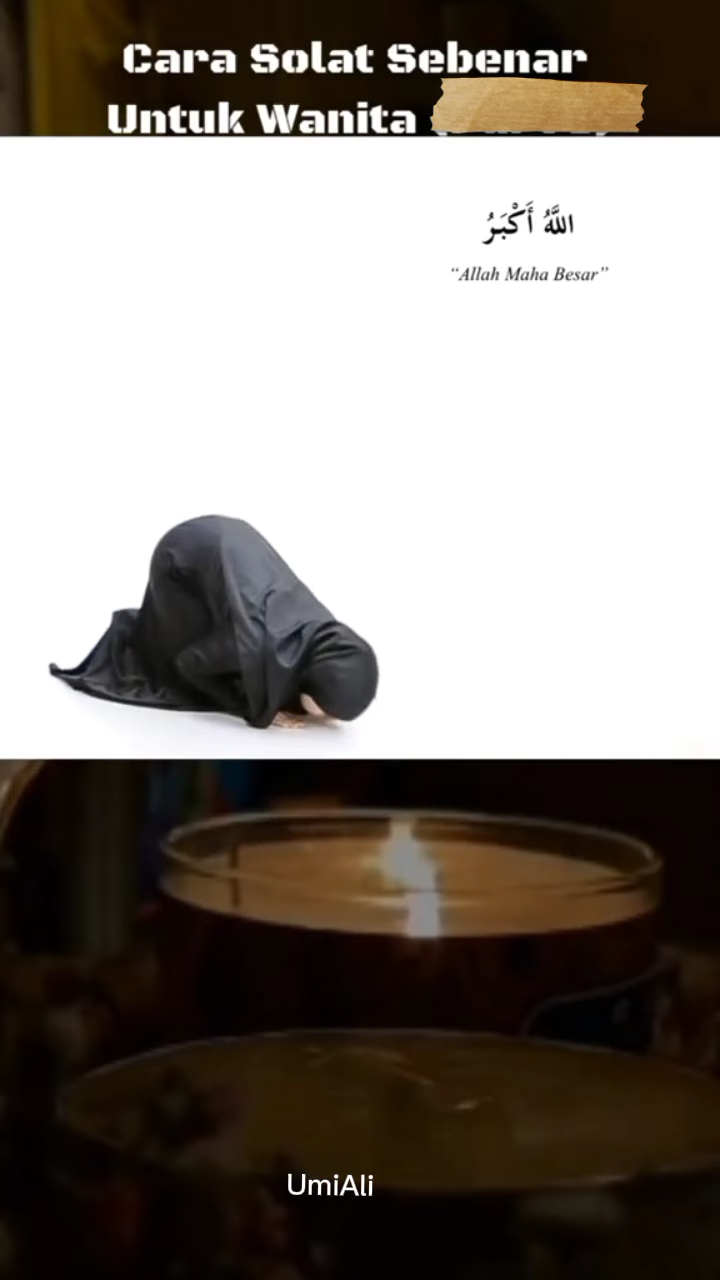 Cara Solat Sebenar
Untuk Wanita
اللَّهُ أَكْبَرُ
“Allah Maha Besar”
UmiAli